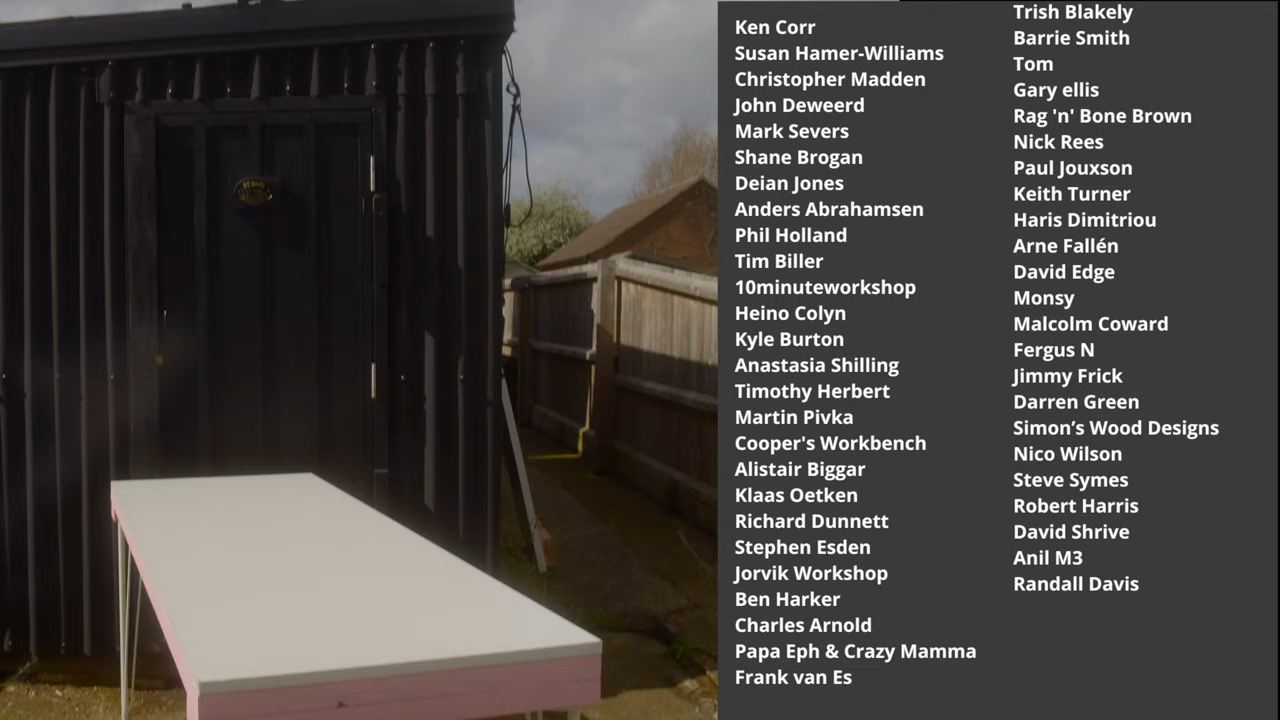 Ken Corr
Susan Hamer-Williams
Christopher Madden
John Deweerd
Mark Severs
Shane Brogan
Deian Jones
Anders Abrahamsen
Phil Holland
Tim Biller
10minuteworkshop
Heino Colyn
Kyle Burton
Anastasia Shilling
Timothy Herbert
Martin Pivka
Cooper's Workbench
Alistair Biggar
Klaas Oetken
Richard Dunnett
Stephen Esden
Jorvik Workshop
Ben Harker
Charles Arnold
Papa Eph & Crazy Mamma
Frank van Es
Trish Blakely
Barrie Smith
Tom
Gary ellis
Rag 'n' Bone Brown
Nick Rees
Paul Jouxson
Keith Turner
Haris Dimitriou
Arne Fallén
David Edge
Monsy
Malcolm Coward
Fergus N
Jimmy Frick
Darren Green
Simon’s Wood Designs
Nico Wilson
Steve Symes
Robert Harris
David Shrive
Anil M3
Randall Davis